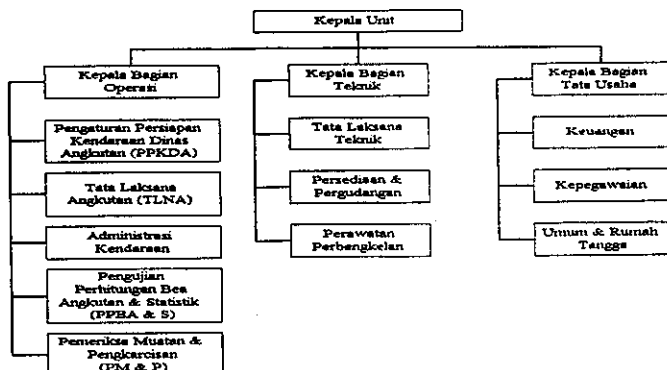 Kepala Unit
Kepala Bagian
Operasi
Pengaturan Persiapan
Kendaraan Dinas
Angkutan (PPKDA)
Tata Laksana
Angkutan (TLNA)
Administrasi
Kendaraan
Pengujian
Perhitungan Bea
Angkutan & Statistik
(PPBA & S)
Pemeriksa Muatan &
Pengkarcisan
(PM & P)
Kepala Bagian
Teknik
Tata Laksana
Teknik
Persediaan &
Pergudangan
Perawatan
Perbengkelan
Kepala Bagian
Tata Usaha
Keuangan
Kepegawaian
Umum & Rumah
Tangga